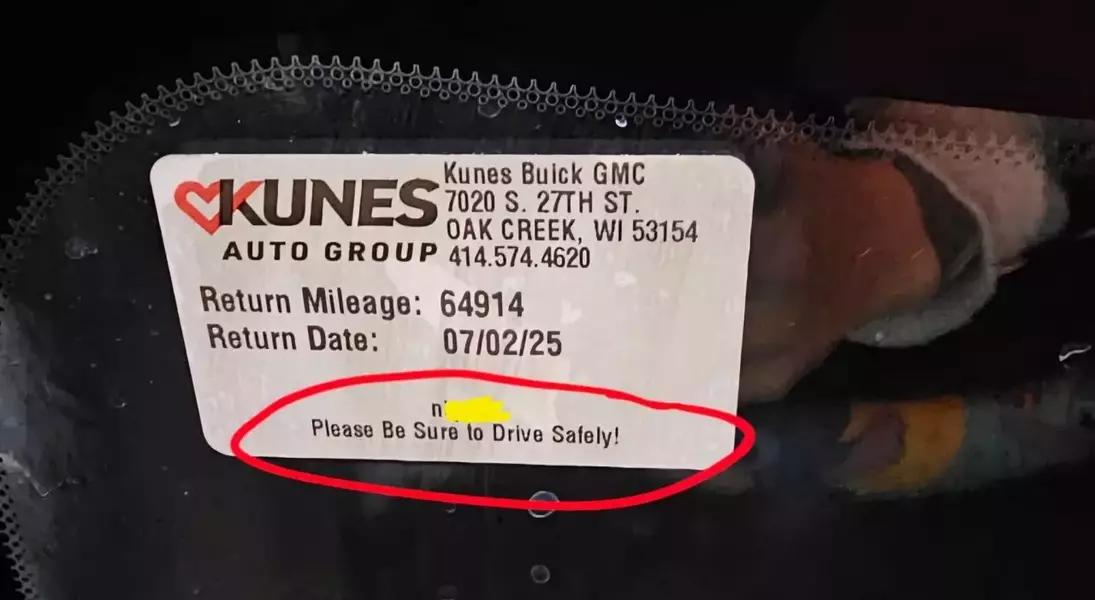 KUNES
AUTO GROUP
Kunes Buick GMC
7020 S. 27TH ST.
OAK CREEK, WI 53154
414.574.4620
Return Mileage: 64914
Return Date: 07/02/25
Please Be Sure to Drive Safely!